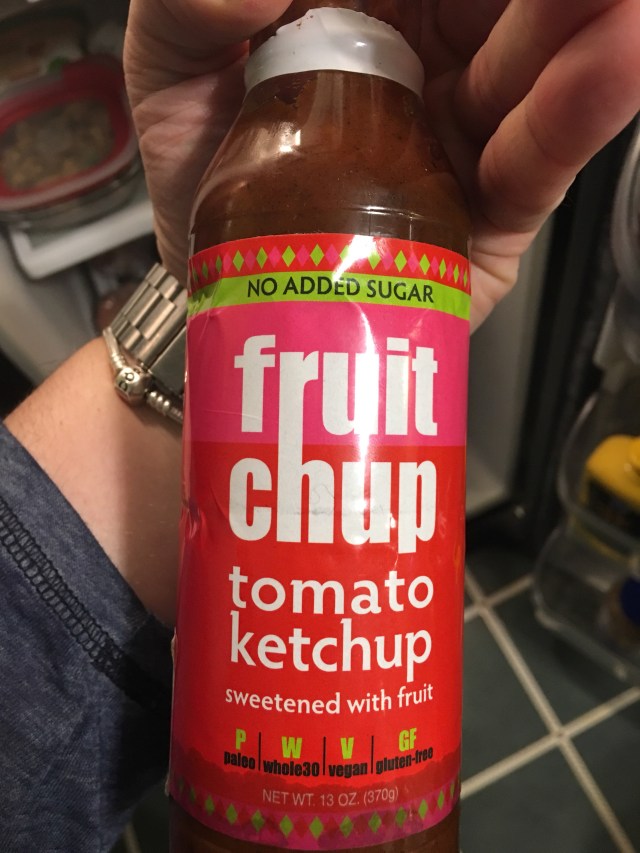 NO ADDED SUGAR
fruit
chup
tomato
ketchup
sweetened with fruit
P W V GF
paleo whole30 vegan gluten-free
NET WT. 13 OZ. (370g)